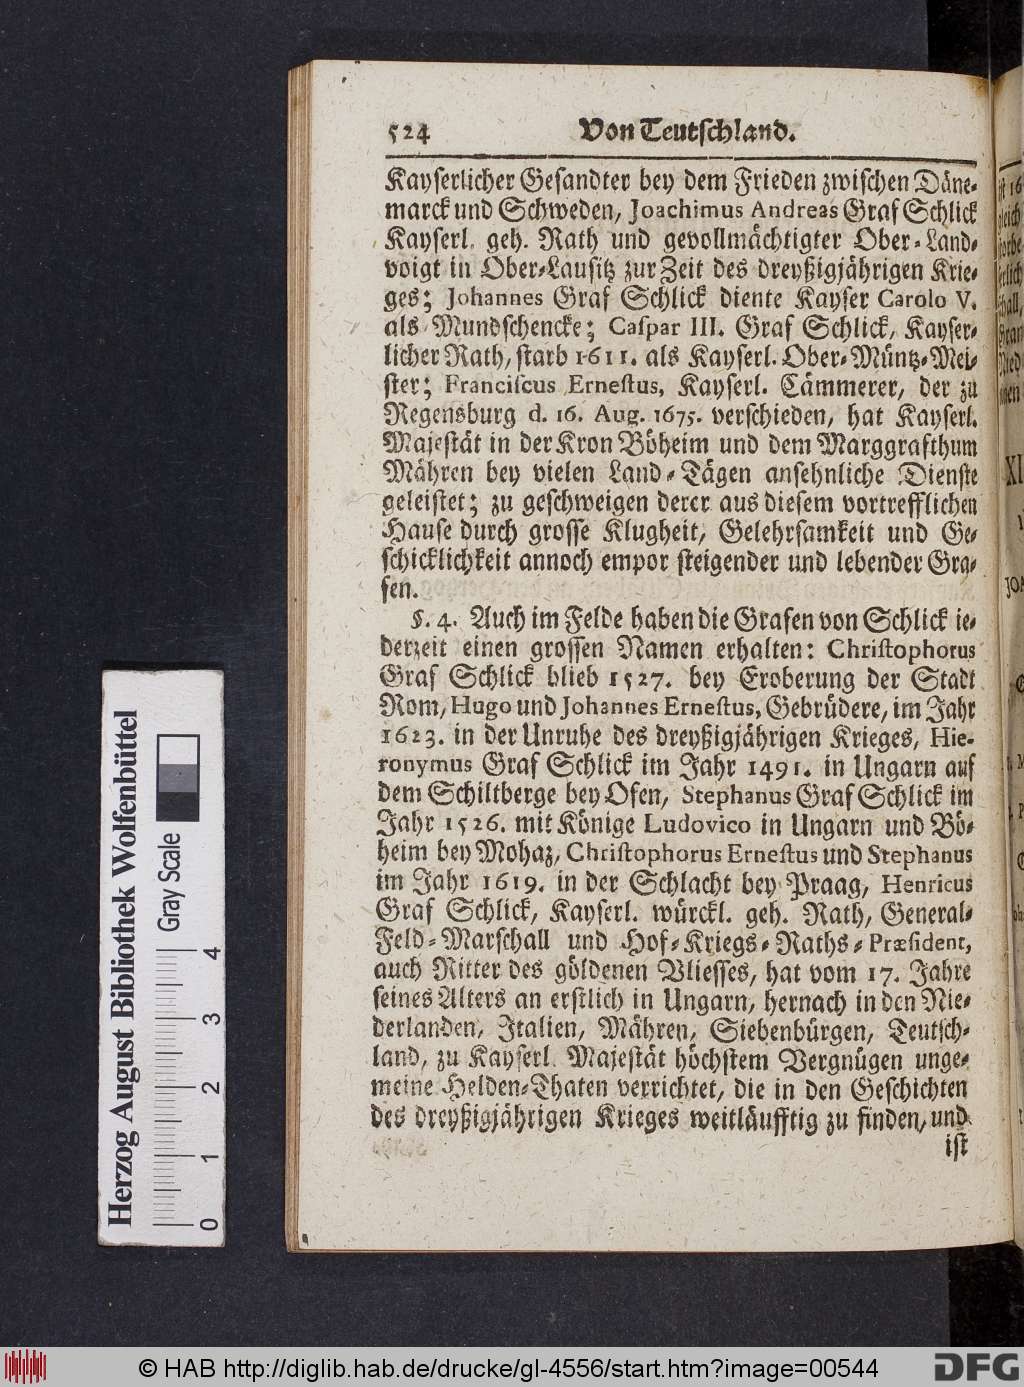 524 Von Teutschland.
Kayserlicher Gesandter bey dem Frieden zwischen Däne-
marck und Schweden, Joachimus Andreas Graf Schlick
Kayserl. geh. Rath und gevollmächtigter Ober-Land-
voigt in Ober-Lausitz zur Zeit des dreyßigjährigen Krie-
ges; Johannes Graf Schlick diente Kayser Carolo V.
als Mundschencke; Caspar III. Graf Schlick, Kayser-
licher Rath, starb 1611. als Kayserl. Ober-Müntz-Mei-
ster; Franciscus Ernestus, Kayserl. Cämmerer, der zu
Regensburg d. 16. Aug. 1675. verschieden, hat Kayserl.
Majestät in der Kron Böheim und dem Marggrafthum
Mähren bey vielen Land-Tägen ansehnliche Dienste
geleistet; zu geschweigen derer aus diesem vortrefflichen
Hause durch grosse Klugheit, Gelehrsamkeit und Ge-
schicklichkeit annoch empor steigender und lebender Gra-
fen.
§. 4. Auch im Felde haben die Grafen von Schlick ie-
derzeit einen grossen Namen erhalten: Christophorus
Graf Schlick blieb 1527. bey Eroberung der Stadt
Rom, Hugo und Johannes Ernestus, Gebrüdere, im Jahr
1623. in der Unruhe des dreyßigjährigen Krieges, Hie-
ronymus Graf Schlick im Jahr 1491. in Ungarn auf
dem Schiltberge bey Ofen, Stephanus Graf Schlick im
Jahr 1526. mit Könige Ludovico in Ungarn und Bö-
heim bey Mohaz, Christophorus Ernestus und Stephanus
im Jahr 1619. in der Schlacht bey Praag, Henricus
Graf Schlick, Kayserl. würckl. geh. Rath, General-
Feld-Marschall und Hof-Kriegs-Raths-Præsident,
auch Ritter des göldenen Vliesses, hat vom 17. Jahre
seines Alters an erstlich in Ungarn, hernach in den Nie-
derlanden, Italien, Mähren, Siebenbürgen, Teutsch-
land, zu Kayserl. Majestät höchstem Vergnügen unge-
meine Helden-Thaten verrichtet, die in den Geschichten
des dreyßigjährigen Krieges weitläufftig zu finden, und
ist
Herzog August Bibliothek Wolfenbüttel
Gray Scale
0 1 2 3 4
© HAB http://diglib.hab.de/drucke/gl-4556/start.htm?image=00544
DFG